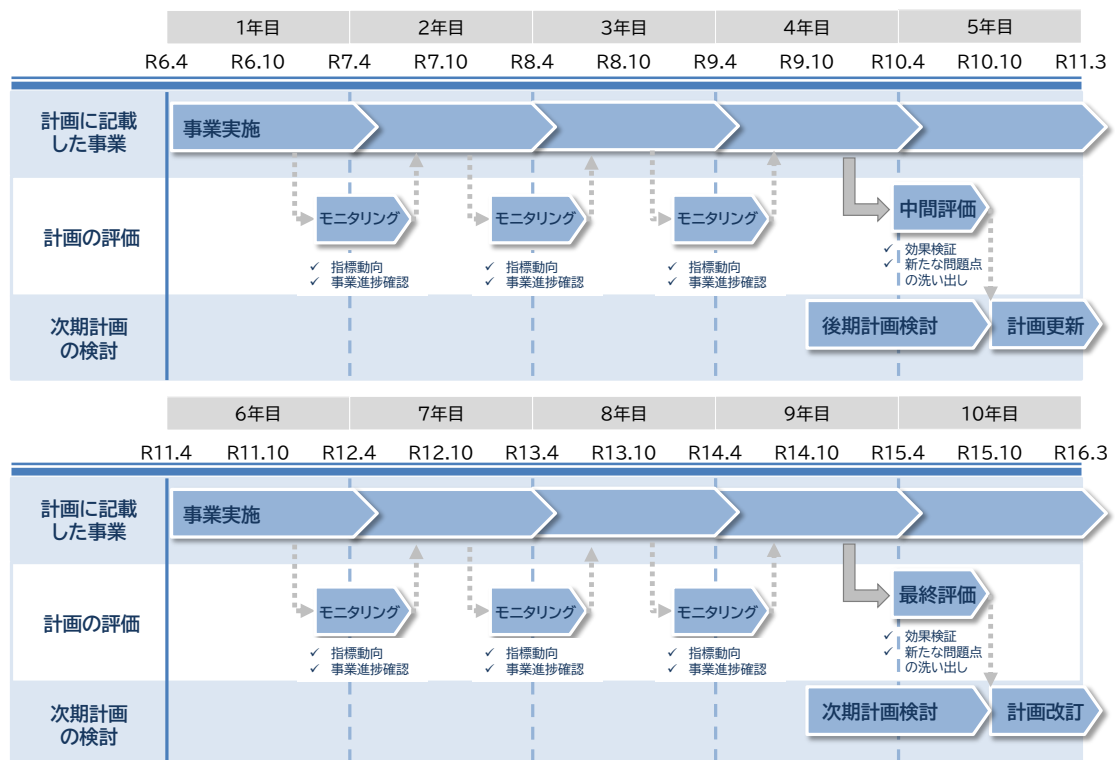 1年目 2年目 3年目 4年目 5年目
R6.4 R6.10 R7.4 R7.10 R8.4 R8.10 R9.4 R9.10 R10.4 R10.10 R11.3
計画に記載
した事業
事業実施
計画の評価
モニタリング
✓ 指標動向
✓ 事業進捗確認
モニタリング
✓ 指標動向
✓ 事業進捗確認
モニタリング
✓ 指標動向
✓ 事業進捗確認
中間評価
✓ 効果検証
✓ 新たな問題点
の洗い出し
次期計画
の検討
後期計画検討
計画更新
6年目 7年目 8年目 9年目 10年目
R11.4 R11.10 R12.4 R12.10 R13.4 R13.10 R14.4 R14.10 R15.4 R15.10 R16.3
計画に記載
した事業
事業実施
計画の評価
モニタリング
✓ 指標動向
✓ 事業進捗確認
モニタリング
✓ 指標動向
✓ 事業進捗確認
モニタリング
✓ 指標動向
✓ 事業進捗確認
最終評価
✓ 効果検証
✓ 新たな問題点
の洗い出し
次期計画
の検討
次期計画検討
計画改訂